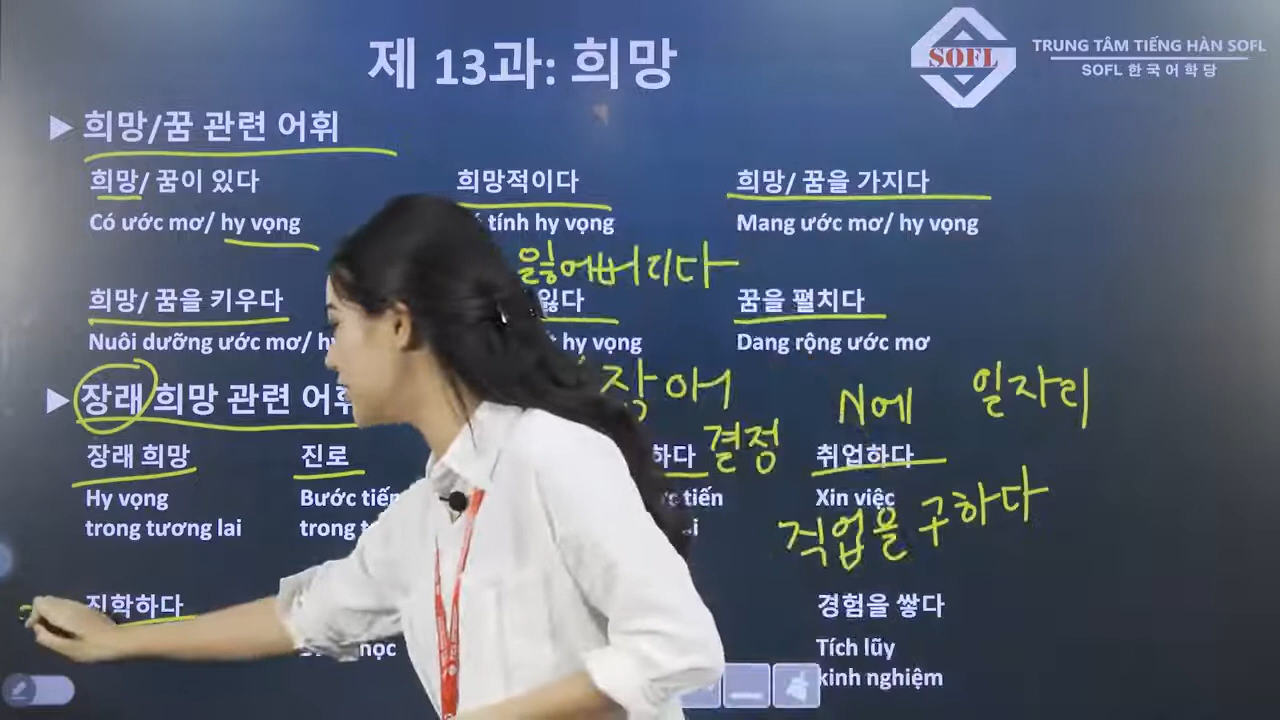 제 13과: 희망
SOFL
TRUNG TÂM TIẾNG HÀN SOFL
SOFL 한국어학당
희망/꿈 관련 어휘
희망/ 꿈이 있다
희망적이다
희망/ 꿈을 가지다
Có ước mơ/ hy vọng
tính hy vọng
Mang ước mơ/ hy vọng
잃어버리다
희망/ 꿈을 키우다
잃다
꿈을 펼치다
Nuôi dưỡng ước mơ/
hy vọng
Dang rộng ước mơ
장래 희망 관련
작어
N에
일자리
결정
장래 희망
진로
하다
취업하다
Hy vọng
trong tương lai
Bước
trong
tiến
Xin việc
직업을 구하다
진학하다
경험을 쌓다
học
Tích lũy
kinh nghiệm